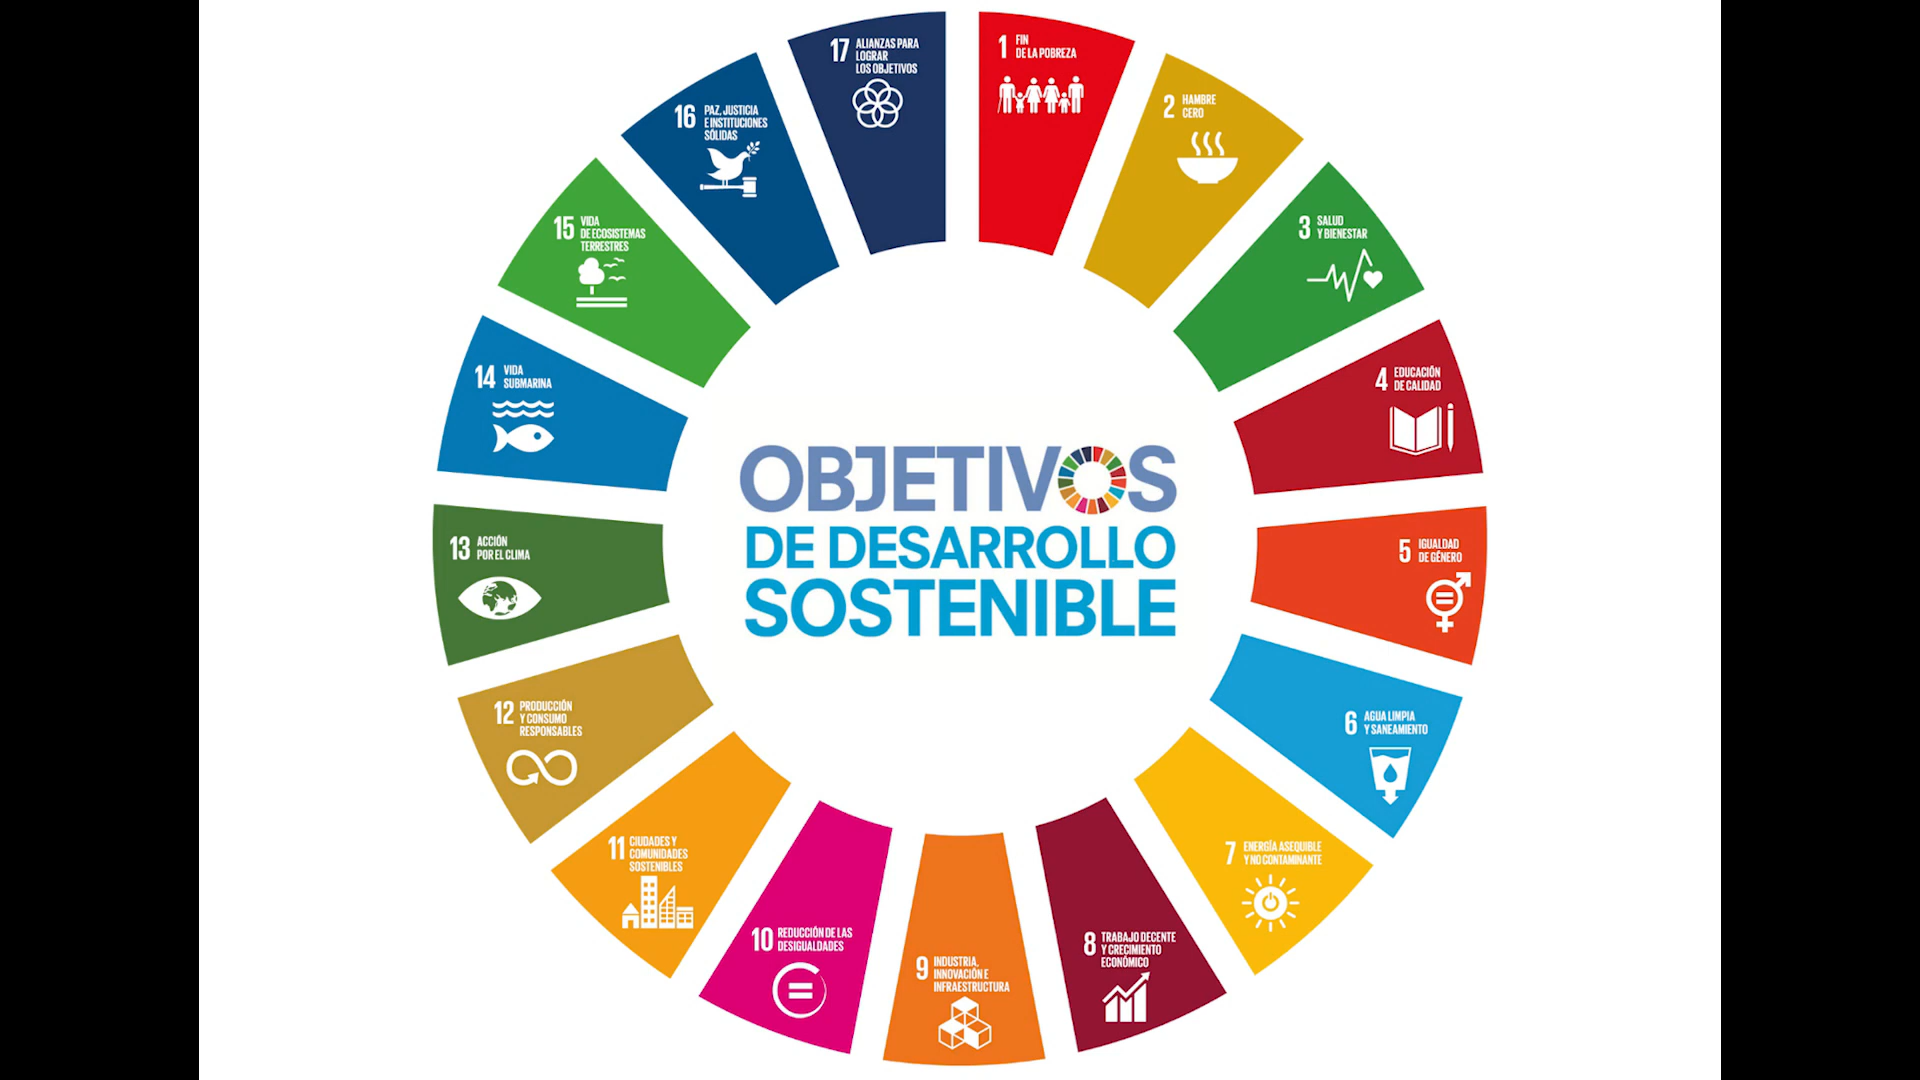 1 FIN
DE LA POBREZA
2 HAMBRE
CERO
3 SALUD
Y BIENESTAR
4 EDUCACIÓN
DE CALIDAD
5 IGUALDAD
DE GÉNERO
6 AGUA LIMPIA
Y SANEAMIENTO
7 ENERGÍA ASEQUIBLE
Y NO CONTAMINANTE
8 TRABAJO DECENTE
Y CRECIMIENTO
ECONÓMICO
9 INDUSTRIA,
INNOVACIÓN E
INFRAESTRUCTURA
10 REDUCCIÓN DE LAS
DESIGUALDADES
11 CIUDADES Y
COMUNIDADES
SOSTENIBLES
12 PRODUCCIÓN
Y CONSUMO
RESPONSABLES
13 ACCIÓN
POR EL CLIMA
14 VIDA
SUBMARINA
15 VIDA
DE ECOSISTEMAS
TERRESTRES
16 PAZ, JUSTICIA
E INSTITUCIONES
SÓLIDAS
17 ALIANZAS PARA
LOGRAR
LOS OBJETIVOS
OBJETIVOS
DE DESARROLLO
SOSTENIBLE